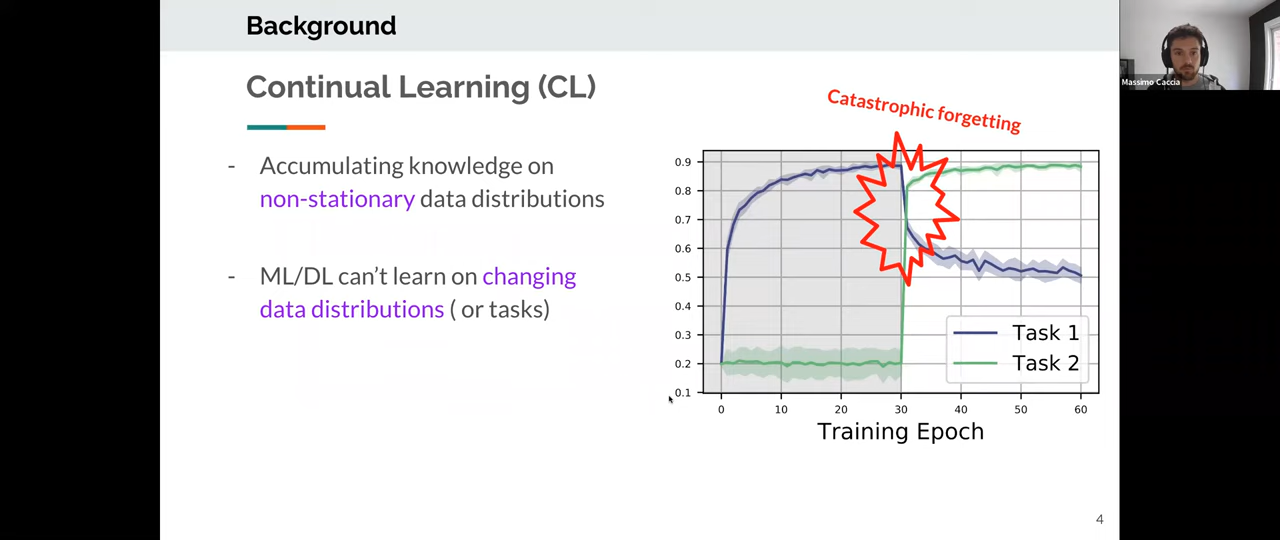 Background
Massimo Caccia
Continual Learning (CL)
- Accumulating knowledge on
non-stationary data distributions
- ML/DL can’t learn on changing
data distributions ( or tasks)
Catastrophic forgetting
0.9
0.8
0.7
0.6
0.5
0.4
0.3
0.2
0.1
Task 1
Task 2
0 10 20 30 40 50 60
Training Epoch
4